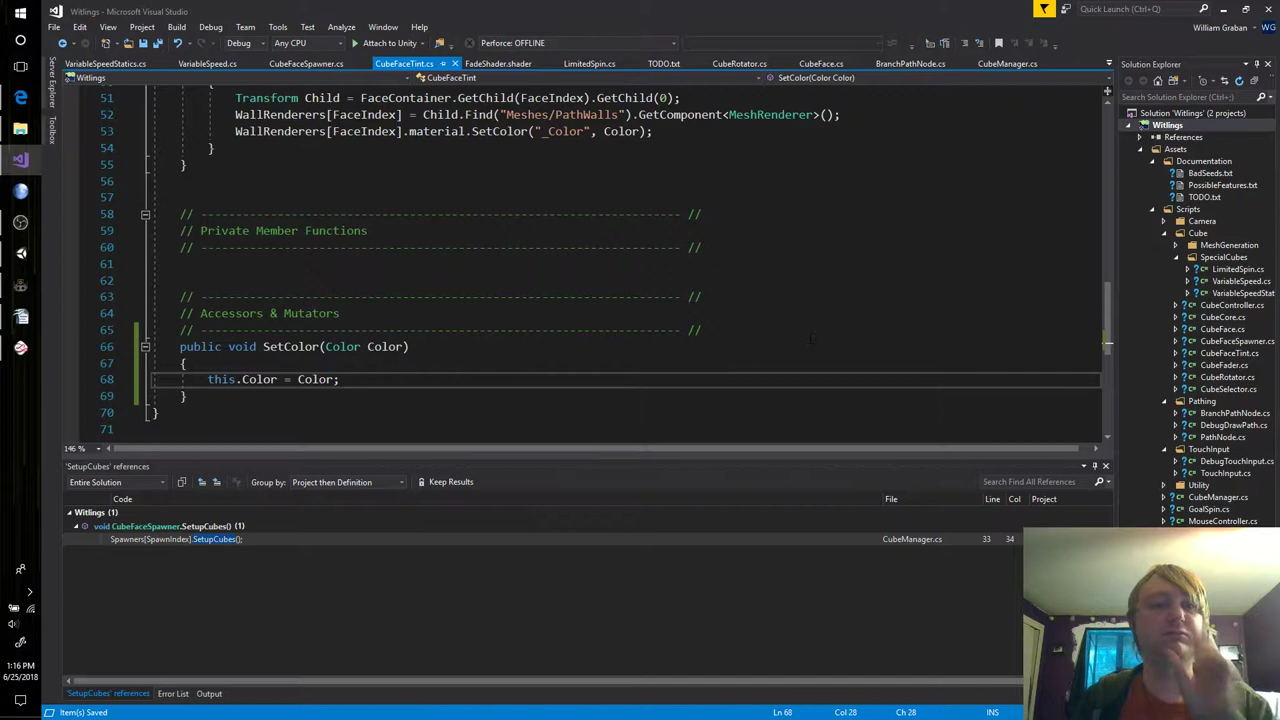 Witlings - Microsoft Visual Studio
Quick Launch (Ctrl+Q)
File Edit View Project Build Debug Team Tools Test Analyze Window Help
William Graban WG
Debug Any CPU Attach to Unity Perforce: OFFLINE
Server Explorer
Toolbox
VariableSpeedStatics.cs VariableSpeed.cs CubeFaceSpawner.cs CubeFaceTint.cs FadeShader.shader LimitedSpin.cs TODO.txt CubeRotator.cs CubeFace.cs BranchPathNode.cs CubeManager.cs
Witlings CubeFaceTint SetColor(Color Color)
51 Transform Child = FaceContainer.GetChild(FaceIndex).GetChild(0);
52 WallRenderers[FaceIndex] = Child.Find("Meshes/PathWalls").GetComponent<MeshRenderer>();
53 WallRenderers[FaceIndex].material.SetColor("_Color", Color);
54 }
55 }
56
57
58 // ------------------------------------------------------- //
59 // Private Member Functions
60 // ------------------------------------------------------- //
61
62
63 // ------------------------------------------------------- //
64 // Accessors & Mutators
65 // ------------------------------------------------------- //
66 public void SetColor(Color Color)
67 {
68 this.Color = Color;
69 }
70 }
71
146 %
Solution Explorer
Search Solution Explorer (Ctrl+;)
Solution 'Witlings' (2 projects)
Witlings
References
Assets
Documentation
BadSeeds.txt
PossibleFeatures.txt
TODO.txt
Scripts
Camera
Cube
MeshGeneration
SpecialCubes
LimitedSpin.cs
VariableSpeed.cs
VariableSpeedStat
CubeController.cs
CubeCore.cs
CubeFace.cs
CubeFaceSpawner.cs
CubeFaceTint.cs
CubeFader.cs
CubeRotator.cs
CubeSelector.cs
Pathing
BranchPathNode.cs
DebugDrawPath.cs
PathNode.cs
TouchInput
DebugTouchInput.cs
TouchInput.cs
Utility
CubeManager.cs
GoalSpin.cs
MouseController.cs
'SetupCubes' references
Entire Solution Group by: Project then Definition Keep Results Search Find All References
Code File Line Col Project
Witlings (1)
void CubeFaceSpawner.SetupCubes() (1)
Spawners[SpawnIndex].SetupCubes(); CubeManager.cs 33 34
'SetupCubes' references Error List Output
Item(s) Saved Ln 68 Col 28 Ch 28 INS
1:16 PM
6/25/2018